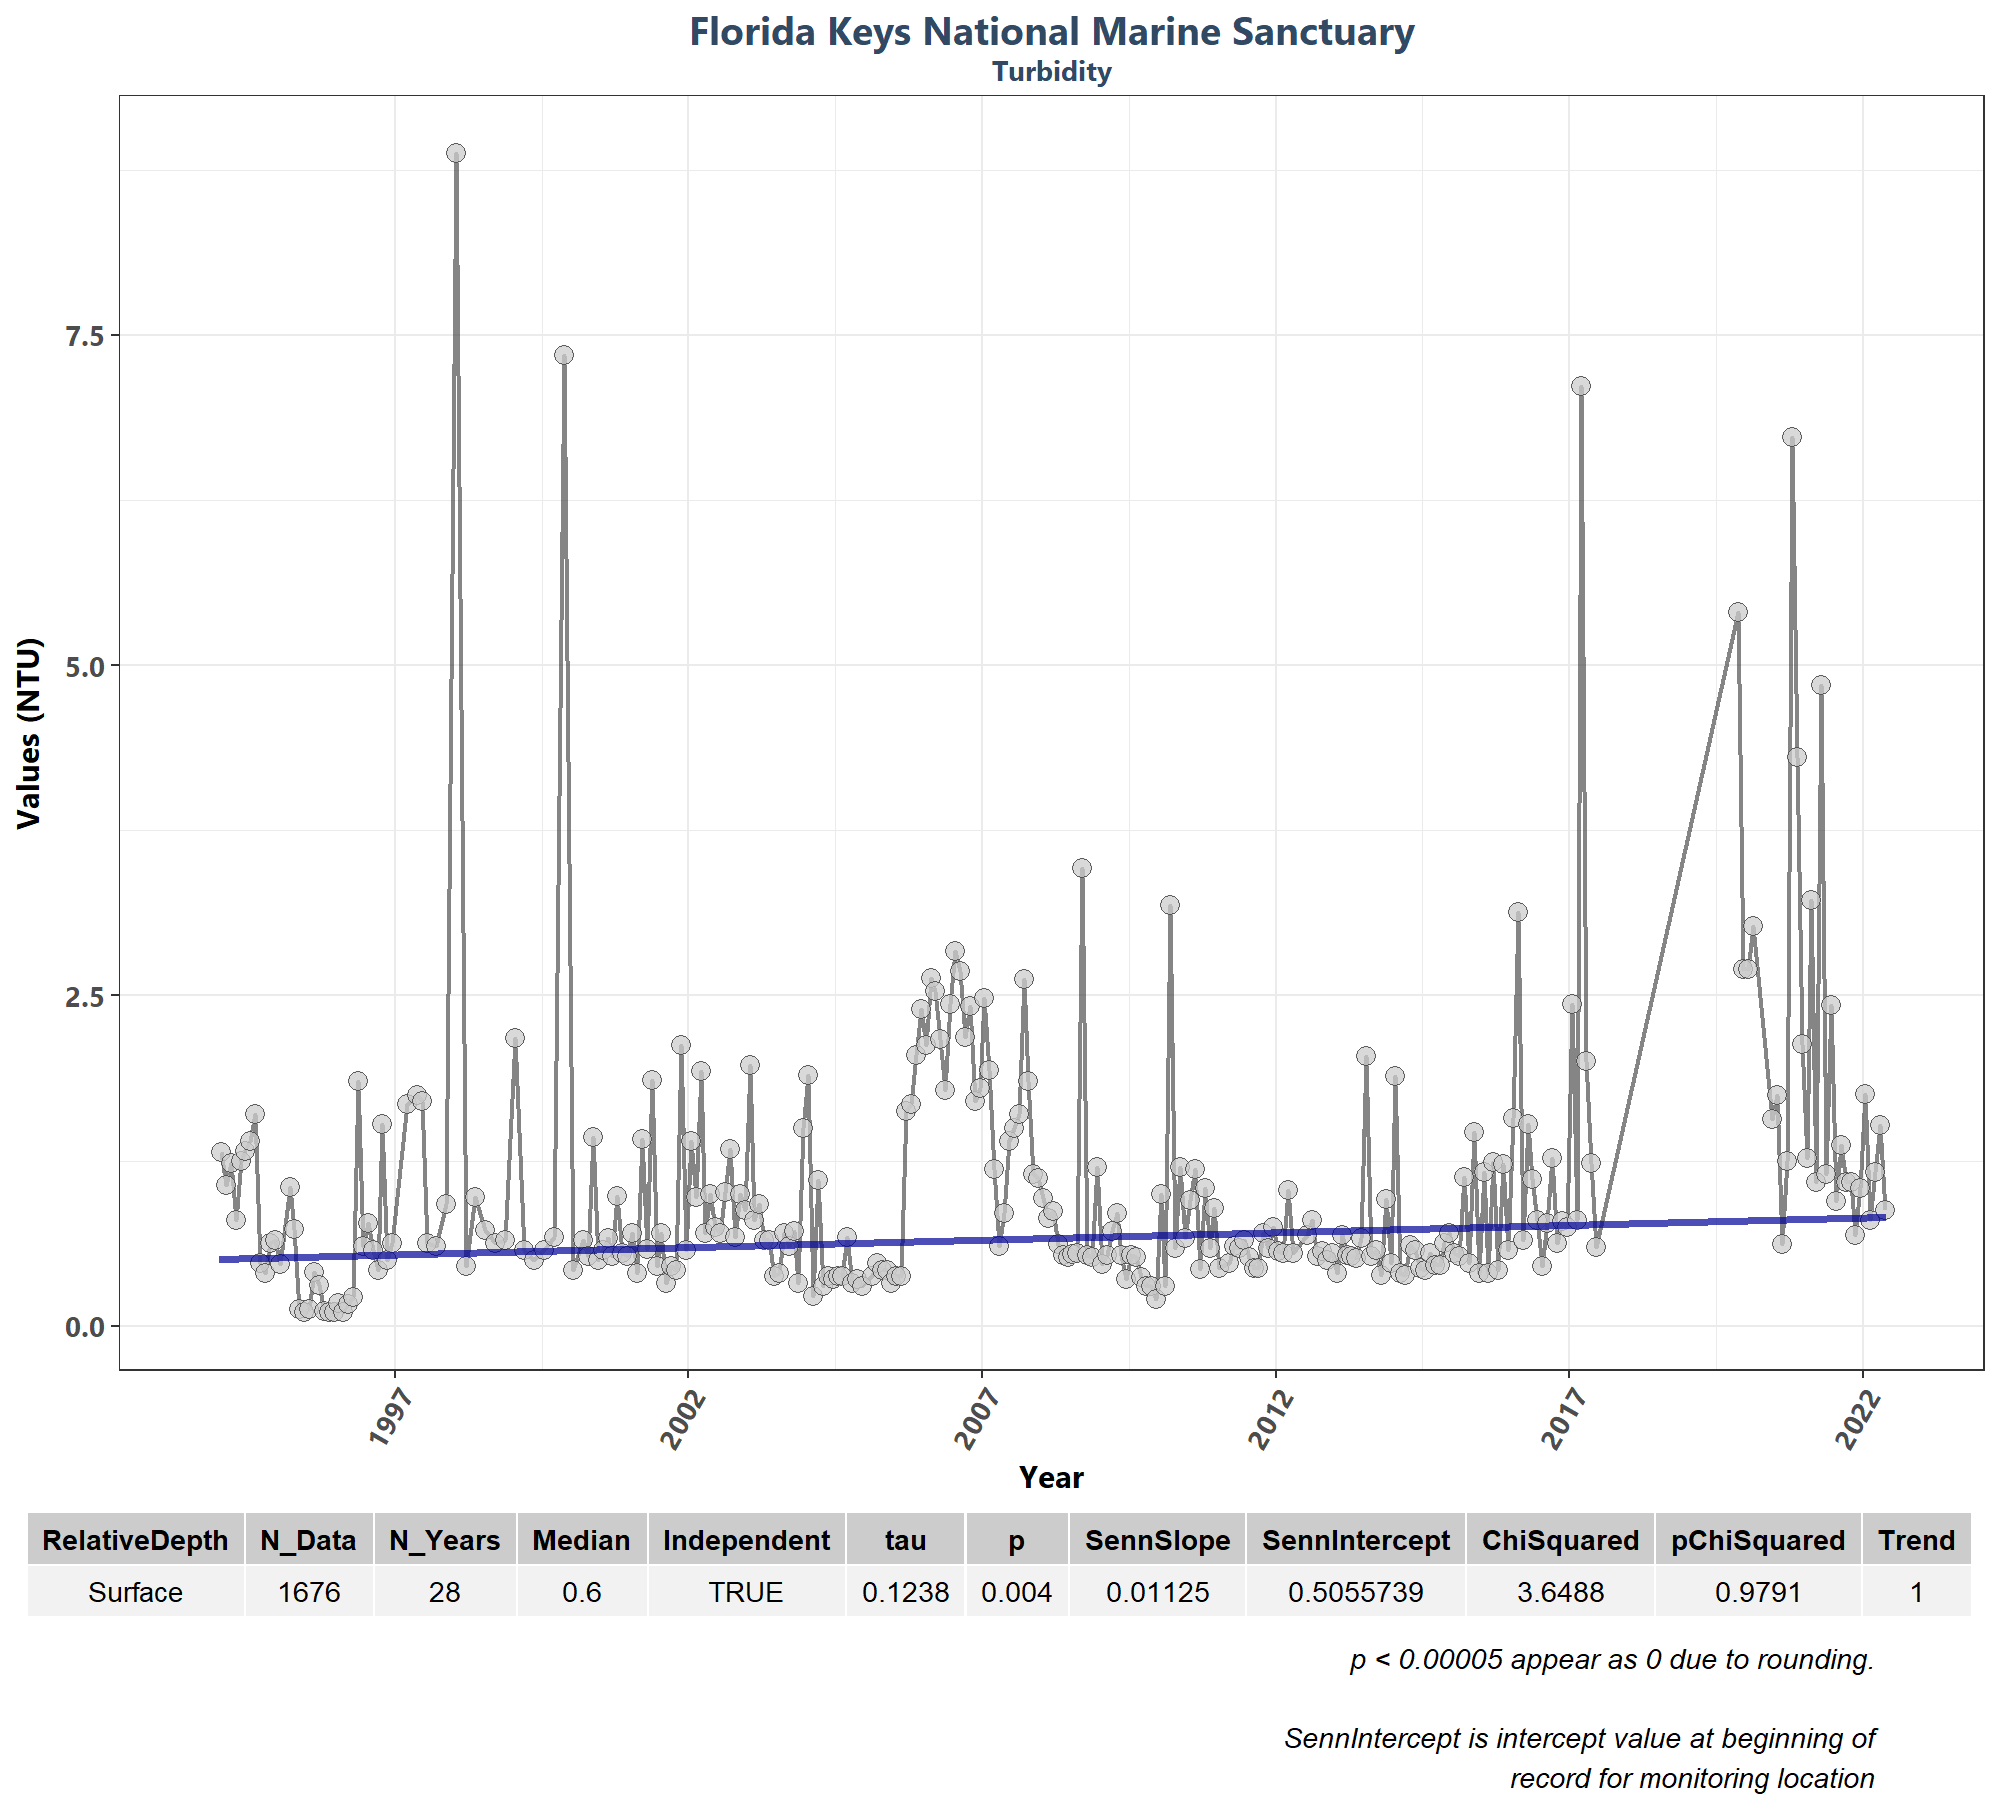 Florida Keys National Marine Sanctuary
Turbidity
Values (NTU)
7.5
5.0
2.5
0.0
1997 2002 2007 2012 2017 2022
Year
RelativeDepth N_Data N_Years Median Independent tau p SennSlope SennIntercept ChiSquared pChiSquared Trend
Surface 1676 28 0.6 TRUE 0.1238 0.004 0.01125 0.5055739 3.6488 0.9791 1
p < 0.00005 appear as 0 due to rounding.
SennIntercept is intercept value at beginning of
record for monitoring location